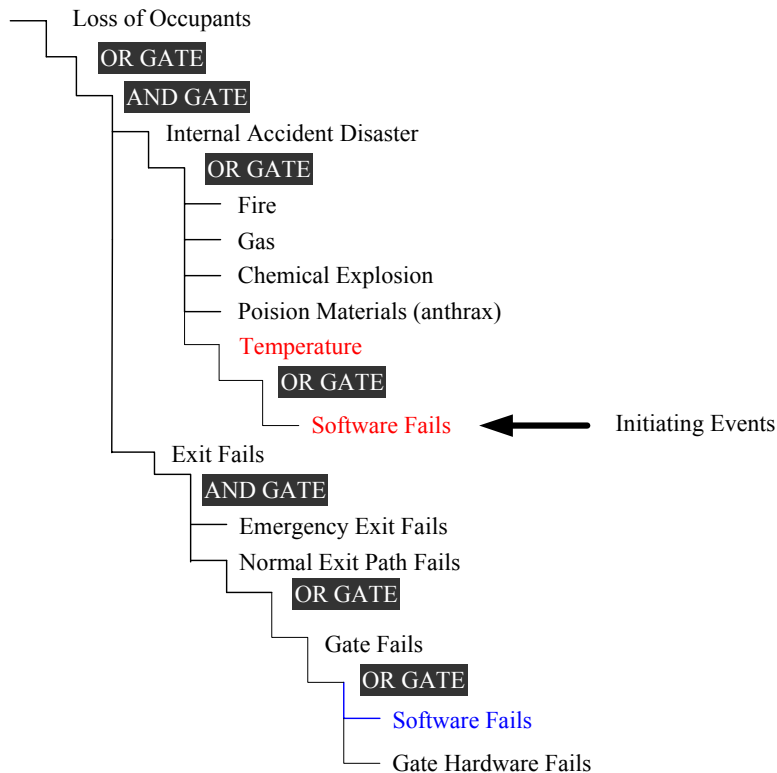 Loss of Occupants
OR GATE
AND GATE
Internal Accident Disaster
OR GATE
Fire
Gas
Chemical Explosion
Poision Materials (anthrax)
Temperature
OR GATE
Software Fails
Initiating Events
Exit Fails
AND GATE
Emergency Exit Fails
Normal Exit Path Fails
OR GATE
Gate Fails
OR GATE
Software Fails
Gate Hardware Fails